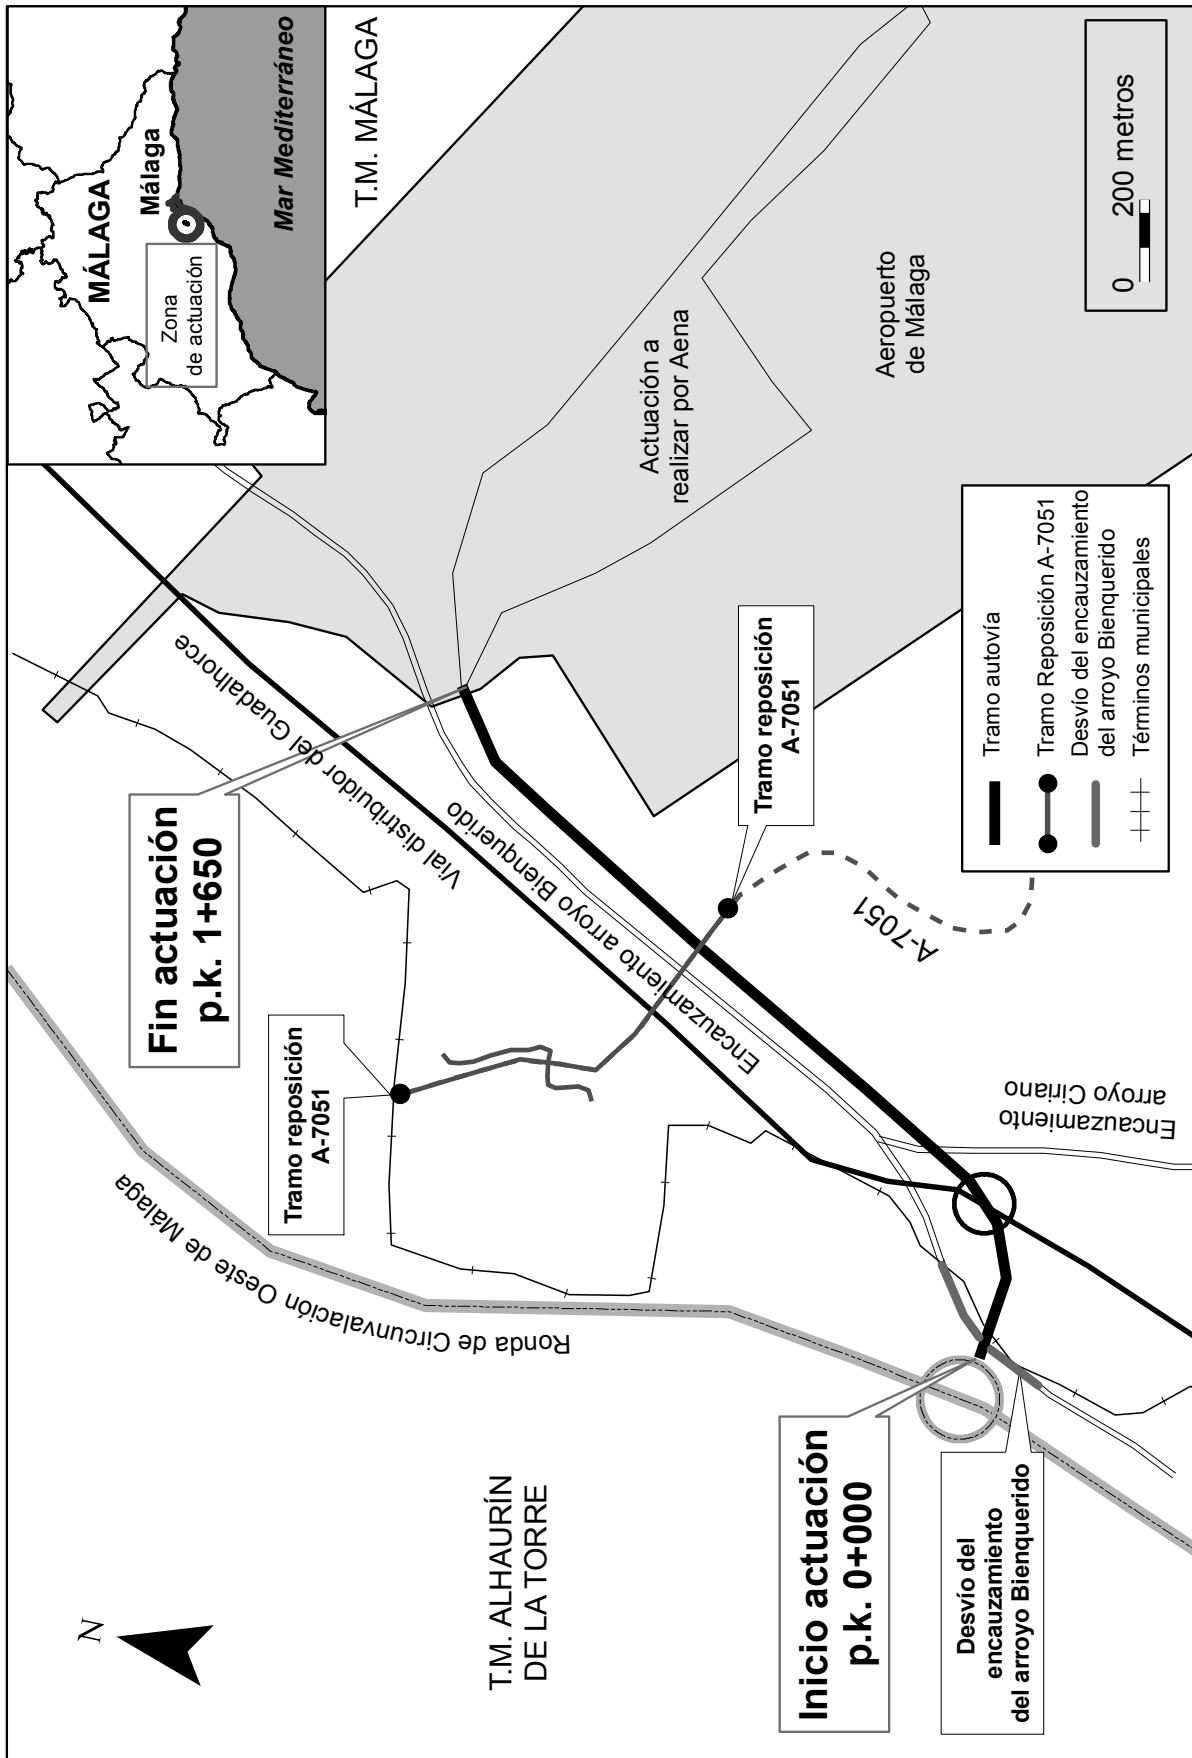 N
T.M. ALHAURÍN
DE LA TORRE
Ronda de Circunvalación Oeste de Málaga
Tramo reposición
A-7051
Fin actuación
p.k. 1+650
Vial distribuidor del Guadalhorce
Encauzamiento arroyo Bienquerido
Inicio actuación
p.k. 0+000
Desvío del
encauzamiento
del arroyo Bienquerido
Encauzamiento
arroyo Ciriano
A-7051
Tramo reposición
A-7051
Actuación a
realizar por Aena
Aeropuerto
de Málaga
T.M. MÁLAGA
MÁLAGA
Málaga
Zona
de actuación
Mar Mediterráneo
Tramo autovía
Tramo Reposición A-7051
Desvío del encauzamiento
del arroyo Bienquerido
Términos municipales
0 200 metros